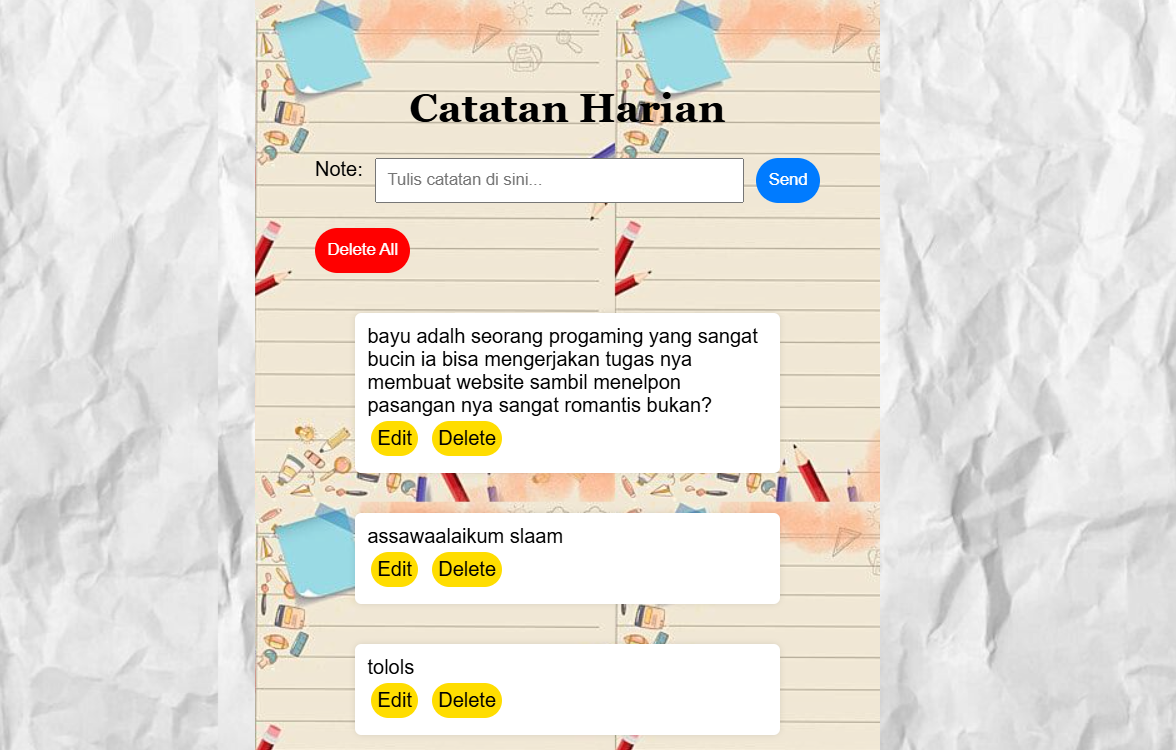 Catatan Harian
Note:
Tulis catatan di sini...
Send
Delete All
bayu adalh seorang progaming yang sangat
bucin ia bisa mengerjakan tugas nya
membuat website sambil menelpon
pasangan nya sangat romantis bukan?
Edit Delete
assawaalaikum slaam
Edit Delete
tolols
Edit Delete